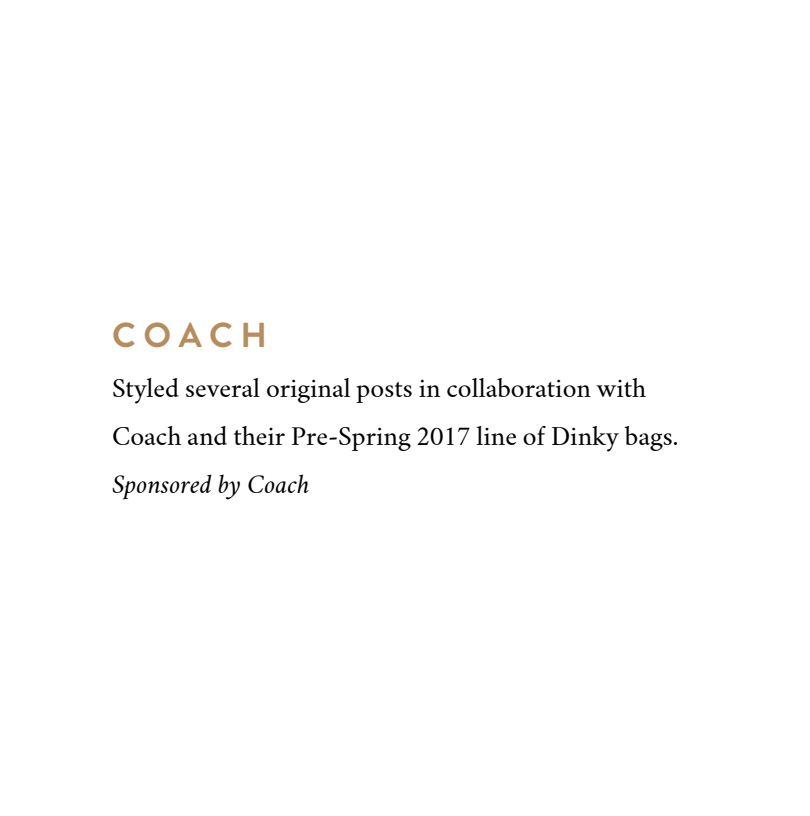 COACH
Styled several original posts in collaboration with
Coach and their Pre-Spring 2017 line of Dinky bags.
Sponsored by Coach